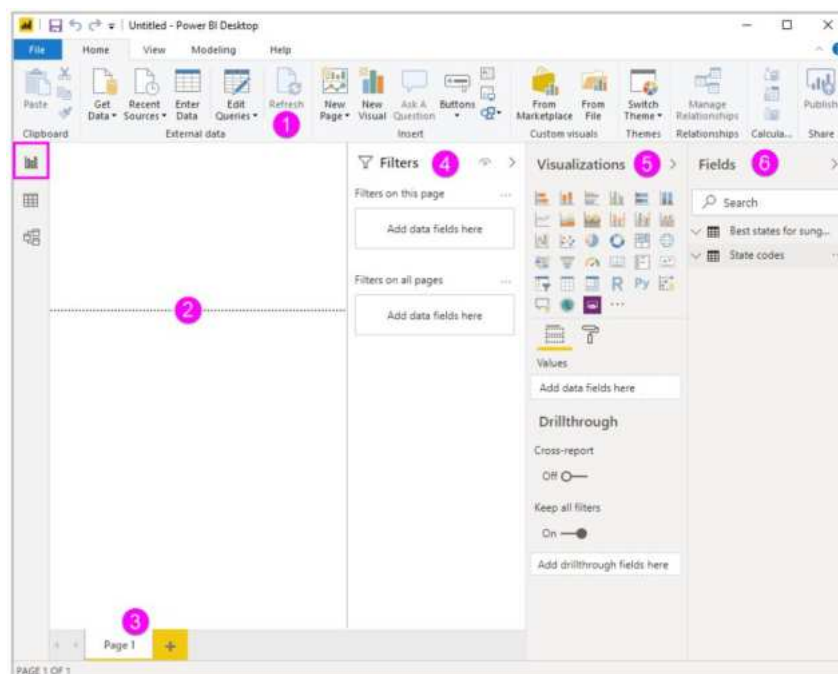 Untitled - Power BI Desktop
File Home View Modeling Help
Paste
Get Data
Recent Sources
Enter Data
Edit Queries
Refresh
New Page
New Visual
Ask A Question
Buttons
From Marketplace
From File
Switch Theme
Manage Relationships
Publish
1
Clipboard External data Insert Custom visuals Themes Relationships Calcula... Share
Filters 4
Filters on this page ...
Add data fields here
Filters on all pages ...
Add data fields here
2
Visualizations 5
R Py
...
Values
Add data fields here
Drillthrough
Cross-report
Off
Keep all filters
On
Add drillthrough fields here
Fields 6
Search
Best states for sung...
State codes
3
Page 1 +
PAGE 1 OF 1